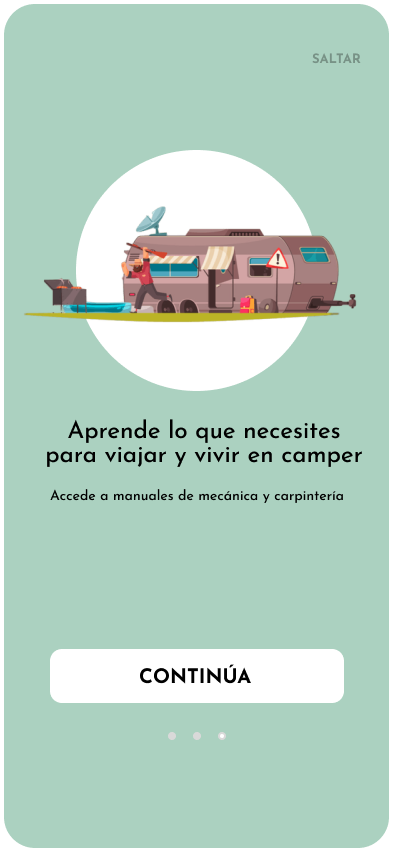 SALTAR
!
Aprende lo que necesites
para viajar y vivir en camper
Accede a manuales de mecánica y carpintería
CONTINÚA